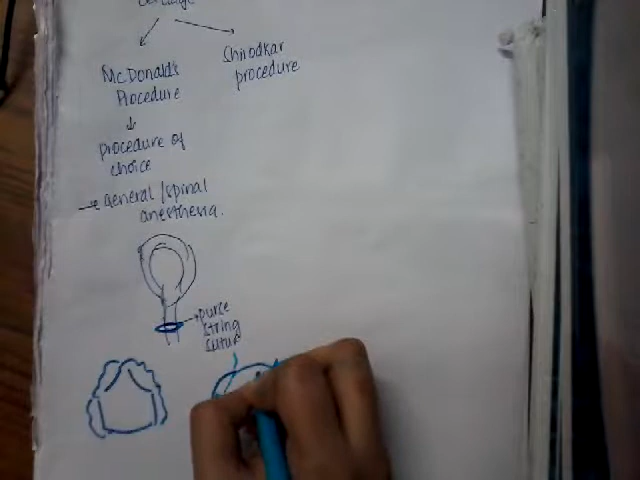 McDonald's
Procedure
Shirodkar
procedure
procedure of
choice
→ general /spinal
anesthesia.
purse
string
suture